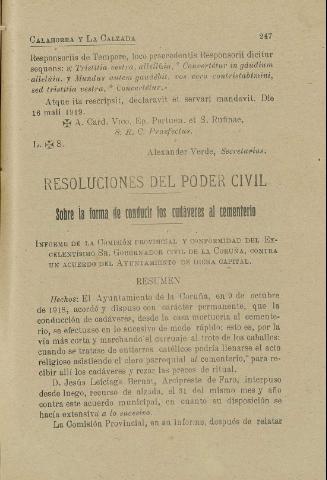 CALAHORRA Y LA CALZADA 247
Responsoriis de Tempore, loco praecedentis Responsorii dicitur
sequens: ℟ Tristitia vestra, allelúia, * Convertétur in gáudium
allelúia. ℣ Mundus autem gaudébit, vos vero contristabímini,
sed tristitia vestra, * Convertétur.»
Atque ita rescripsit, declaravit et servari mandavit. Die
16 maii 1919.
✠ A. Card. Vico, Ep. Portuen. et S. Rufinae,
S. R. C. Praefectus.
L. ✠ S.
Alexander Verde, Secretarius.
RESOLUCIONES DEL PODER CIVIL
Sobre la forma de conducir los cadáveres al cementerio
INFORME DE LA COMISIÓN PROVINCIAL Y CONFORMIDAD DEL EX-
CELENTÍSIMO SR. GOBERNADOR CIVIL DE LA CORUÑA, CONTRA
UN ACUERDO DEL AYUNTAMIENTO DE DICHA CAPITAL.
RESUMEN
Hechos: El Ayuntamiento de la Coruña, en 9 de octubre
de 1918, acordó y dispuso con carácter permanente, que la
conducción de cadáveres, desde la casa mortuoria al cemente-
rio, se efectuase en lo sucesivo de modo rápido; esto es, por la
vía más corta y marchando el carruaje al trote de los caballos:
cuando se tratase de entierros católicos podría llenarse el acto
religioso asistiendo el clero parroquial al cementerio," para re-
cibir allí los cadáveres y rezar las preces de ritual.
D. Jesús Leiciaga Bernat, Arcipreste de Faro, interpuso
desde luego, recurso de alzada, el 31 del mismo mes y año
contra este acuerdo municipal, en cuanto su disposición se
hacía extensiva a lo sucesivo.
La Comisión Provincial, en su informe, después de relatar